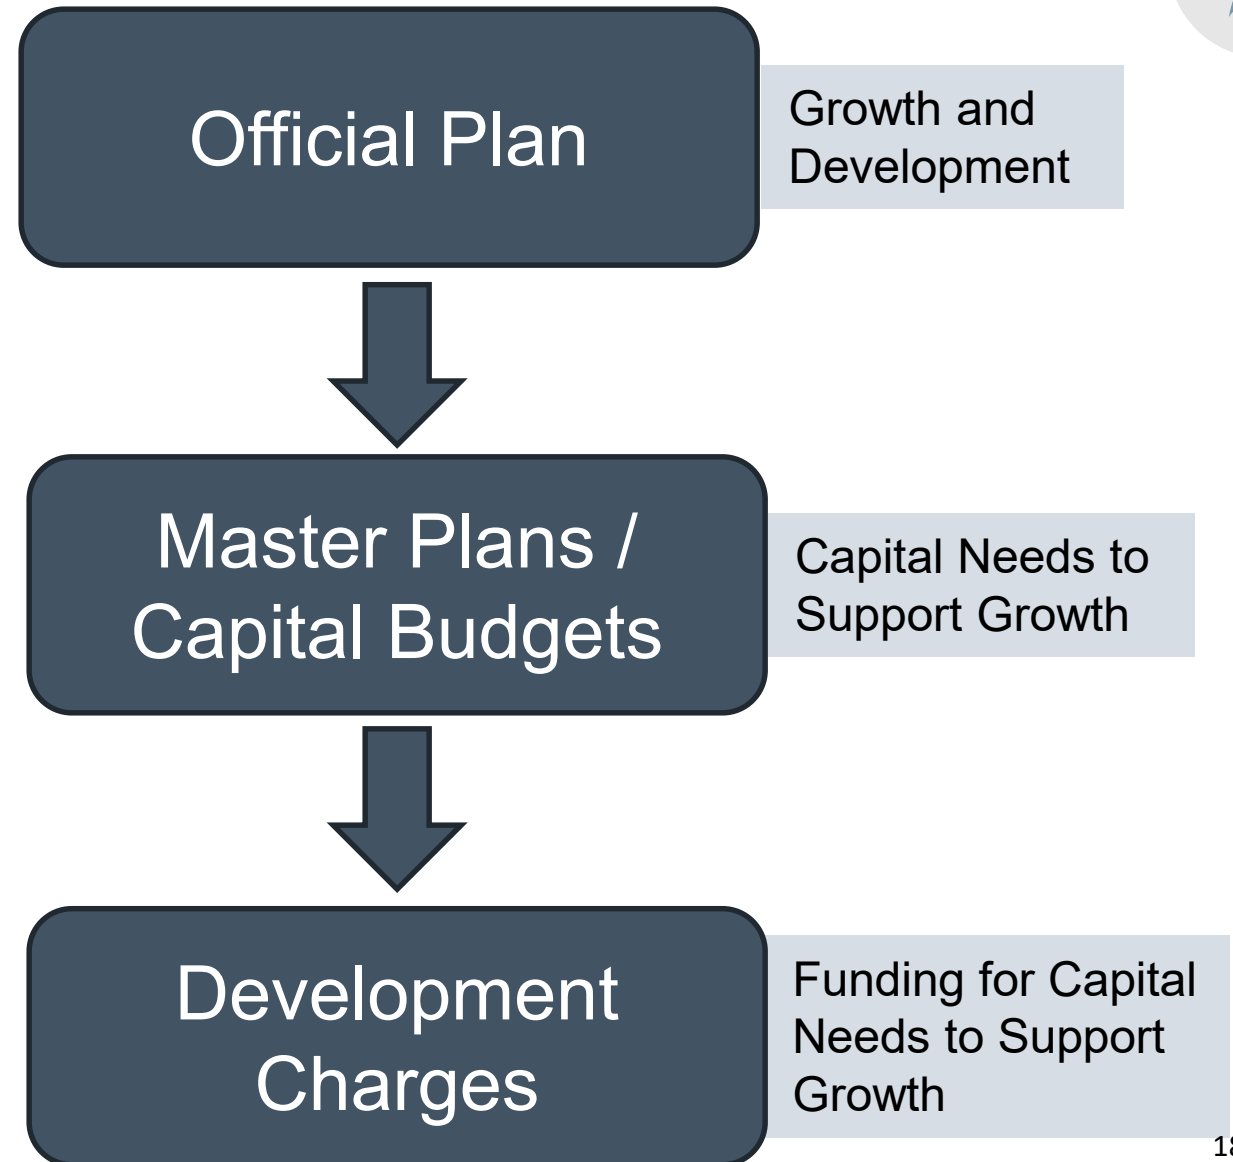 Official Plan
Growth and
Development
Master Plans /
Capital Budgets
Capital Needs to
Support Growth
Development
Charges
Funding for Capital
Needs to Support
Growth
18